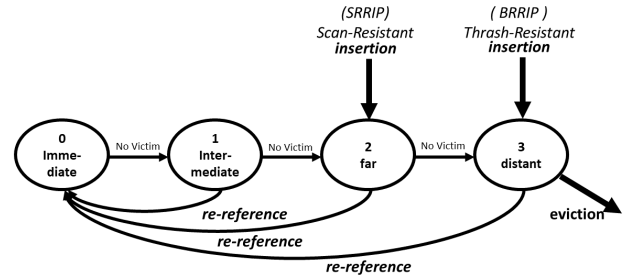 (SRRIP)
Scan-Resistant
insertion
( BRRIP )
Thrash-Resistant
insertion
0
Imme-
diate
No Victim
1
Inter-
mediate
No Victim
2
far
No Victim
3
distant
eviction
re-reference
re-reference
re-reference